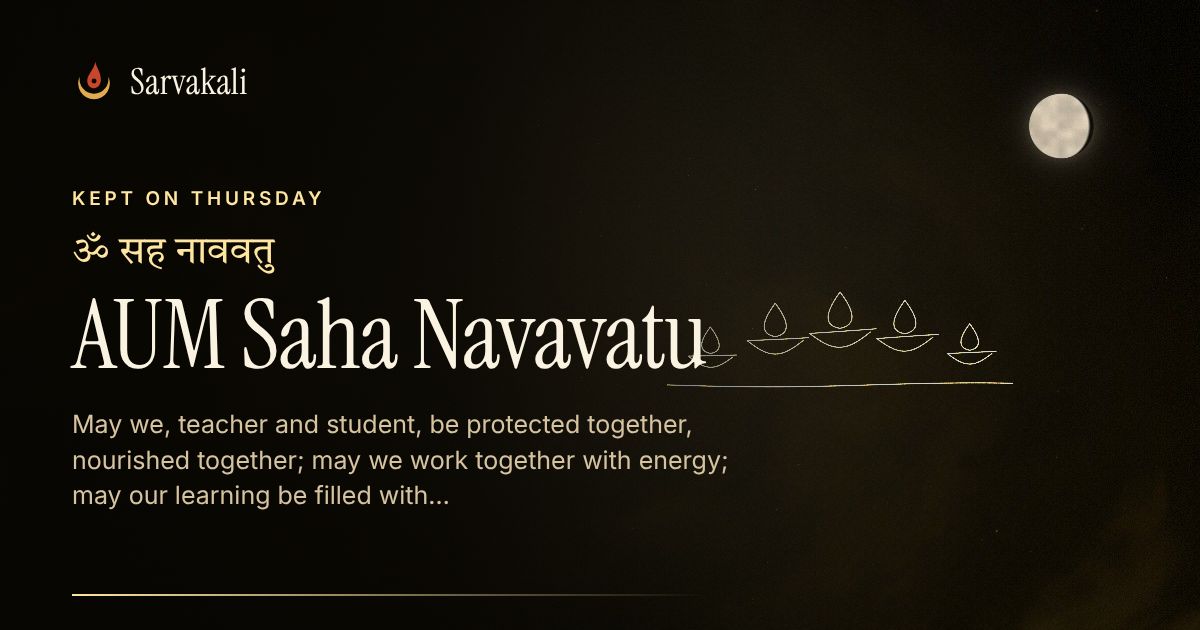 Sarvakali
KEPT ON THURSDAY
ॐ सह नाववतु
AUM Saha Navavatu
May we, teacher and student, be protected together,
nourished together; may we work together with energy;
may our learning be filled with…